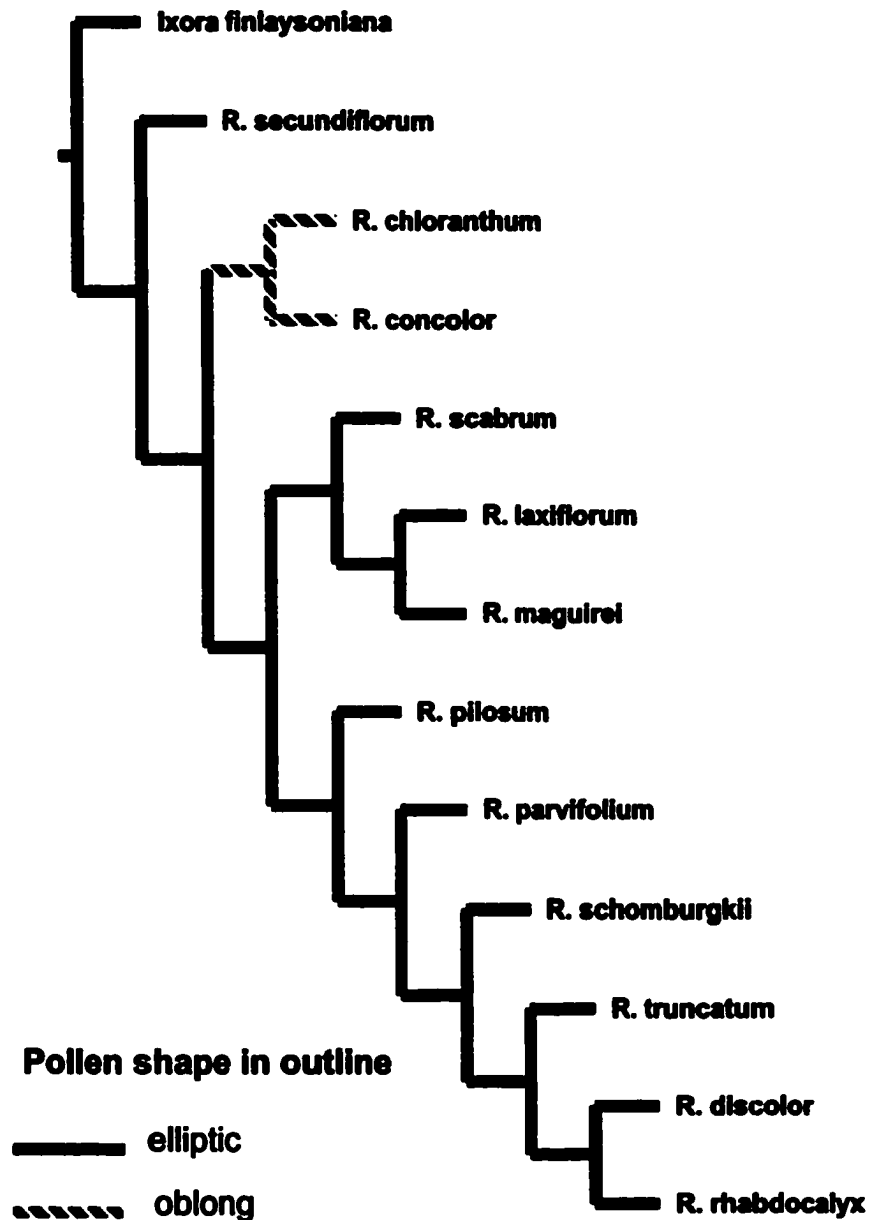 Ixora finlaysoniana
R. secundiflorum
R. chloranthum
R. concolor
R. scabrum
R. laxiflorum
R. maguirei
R. pilosum
R. parvifolium
R. schomburgkii
R. truncatum
Pollen shape in outline
R. discolor
elliptic
R. rhabdocalyx
oblong